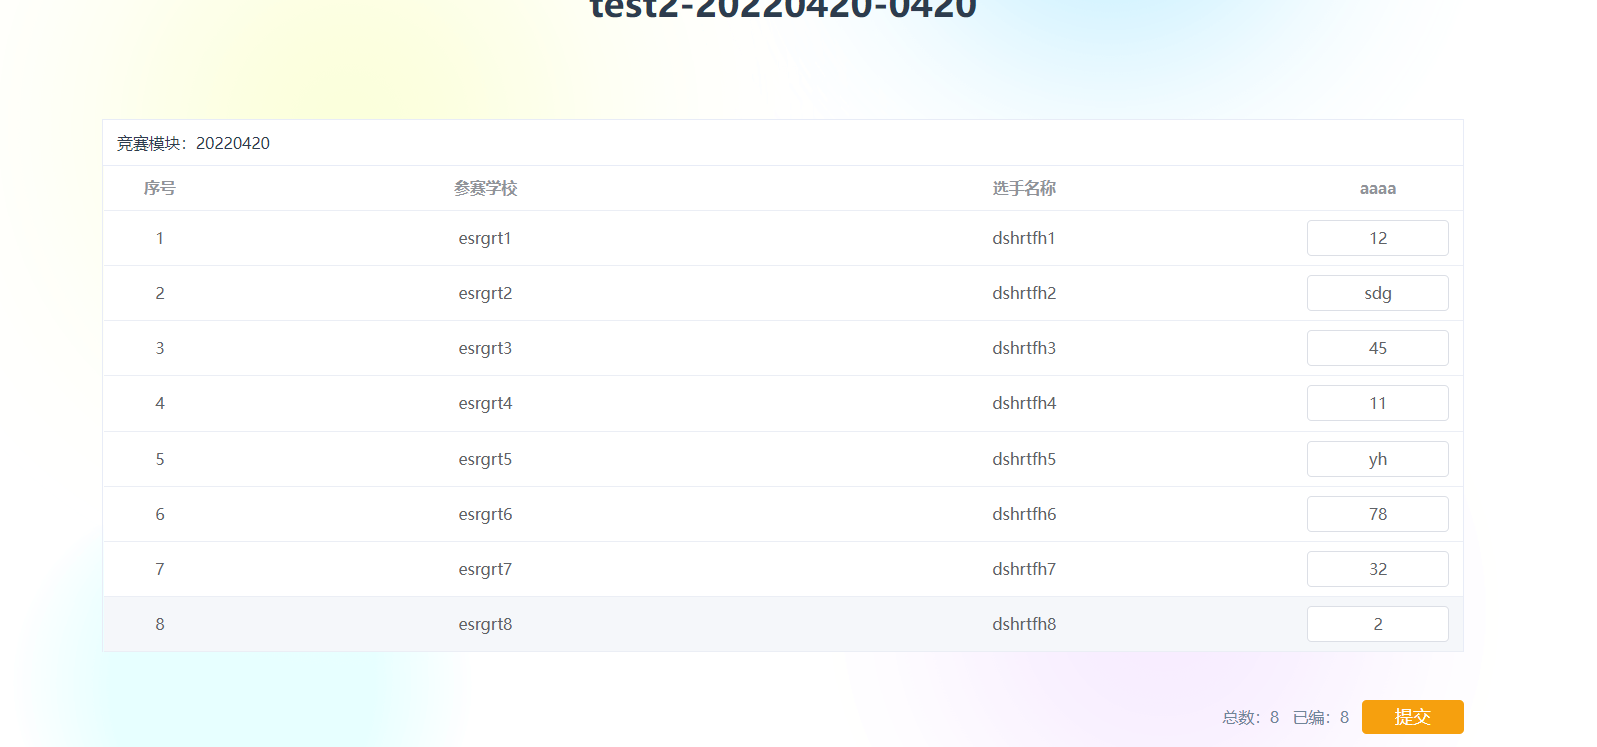 test2-20220420-0420
竞赛模块：20220420
序号 参赛学校 选手名称 aaaa
1 esrgrt1 dshrtfh1 12
2 esrgrt2 dshrtfh2 sdg
3 esrgrt3 dshrtfh3 45
4 esrgrt4 dshrtfh4 11
5 esrgrt5 dshrtfh5 yh
6 esrgrt6 dshrtfh6 78
7 esrgrt7 dshrtfh7 32
8 esrgrt8 dshrtfh8 2
总数：8 已编：8 提交